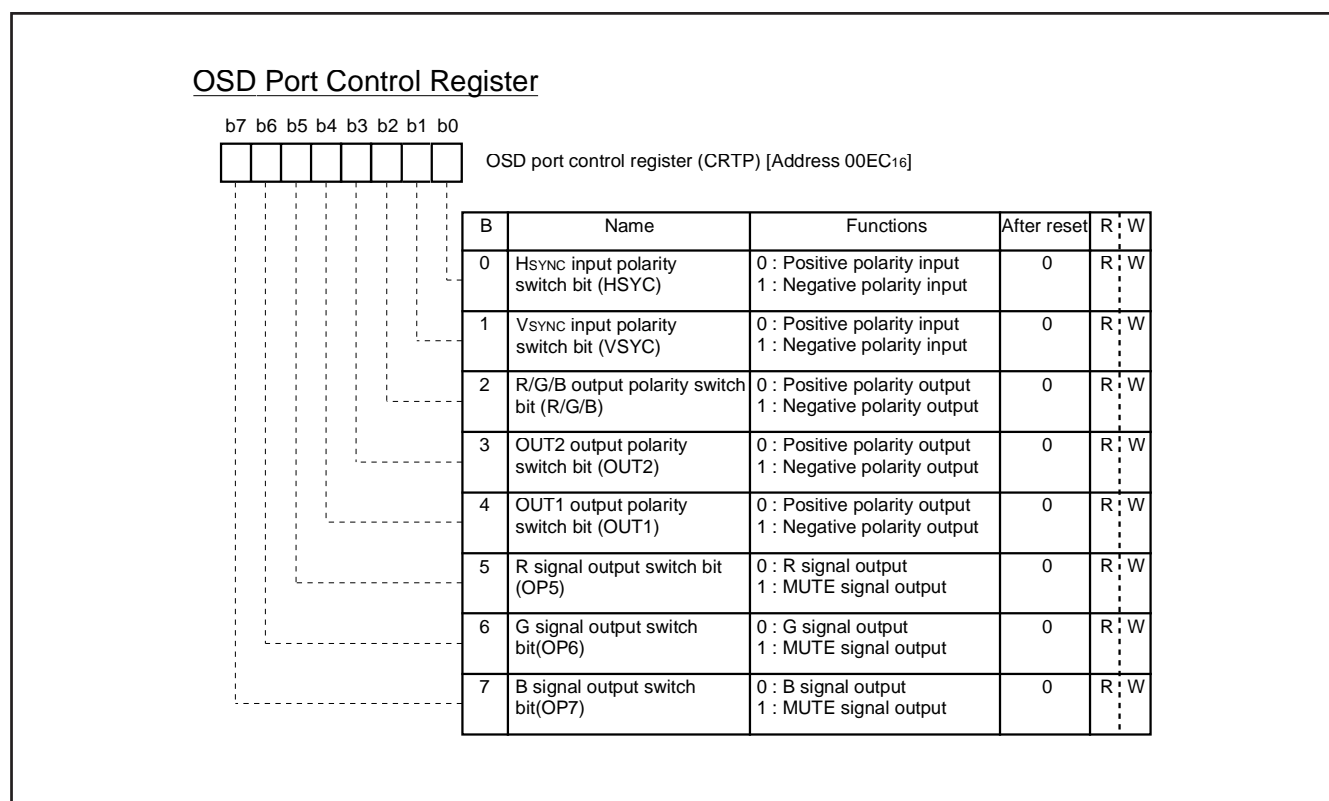 OSD Port Control Register
b7 b6 b5 b4 b3 b2 b1 b0
OSD port control register (CRTP) [Address 00EC16]
B Name Functions After reset R W
0 HSYNC input polarity 0 : Positive polarity input 0 R W
switch bit (HSYC) 1 : Negative polarity input
1 VSYNC input polarity 0 : Positive polarity input 0 R W
switch bit (VSYC) 1 : Negative polarity input
2 R/G/B output polarity switch 0 : Positive polarity output 0 R W
bit (R/G/B) 1 : Negative polarity output
3 OUT2 output polarity 0 : Positive polarity output 0 R W
switch bit (OUT2) 1 : Negative polarity output
4 OUT1 output polarity 0 : Positive polarity output 0 R W
switch bit (OUT1) 1 : Negative polarity output
5 R signal output switch bit 0 : R signal output 0 R W
(OP5) 1 : MUTE signal output
6 G signal output switch 0 : G signal output 0 R W
bit(OP6) 1 : MUTE signal output
7 B signal output switch 0 : B signal output 0 R W
bit(OP7) 1 : MUTE signal output